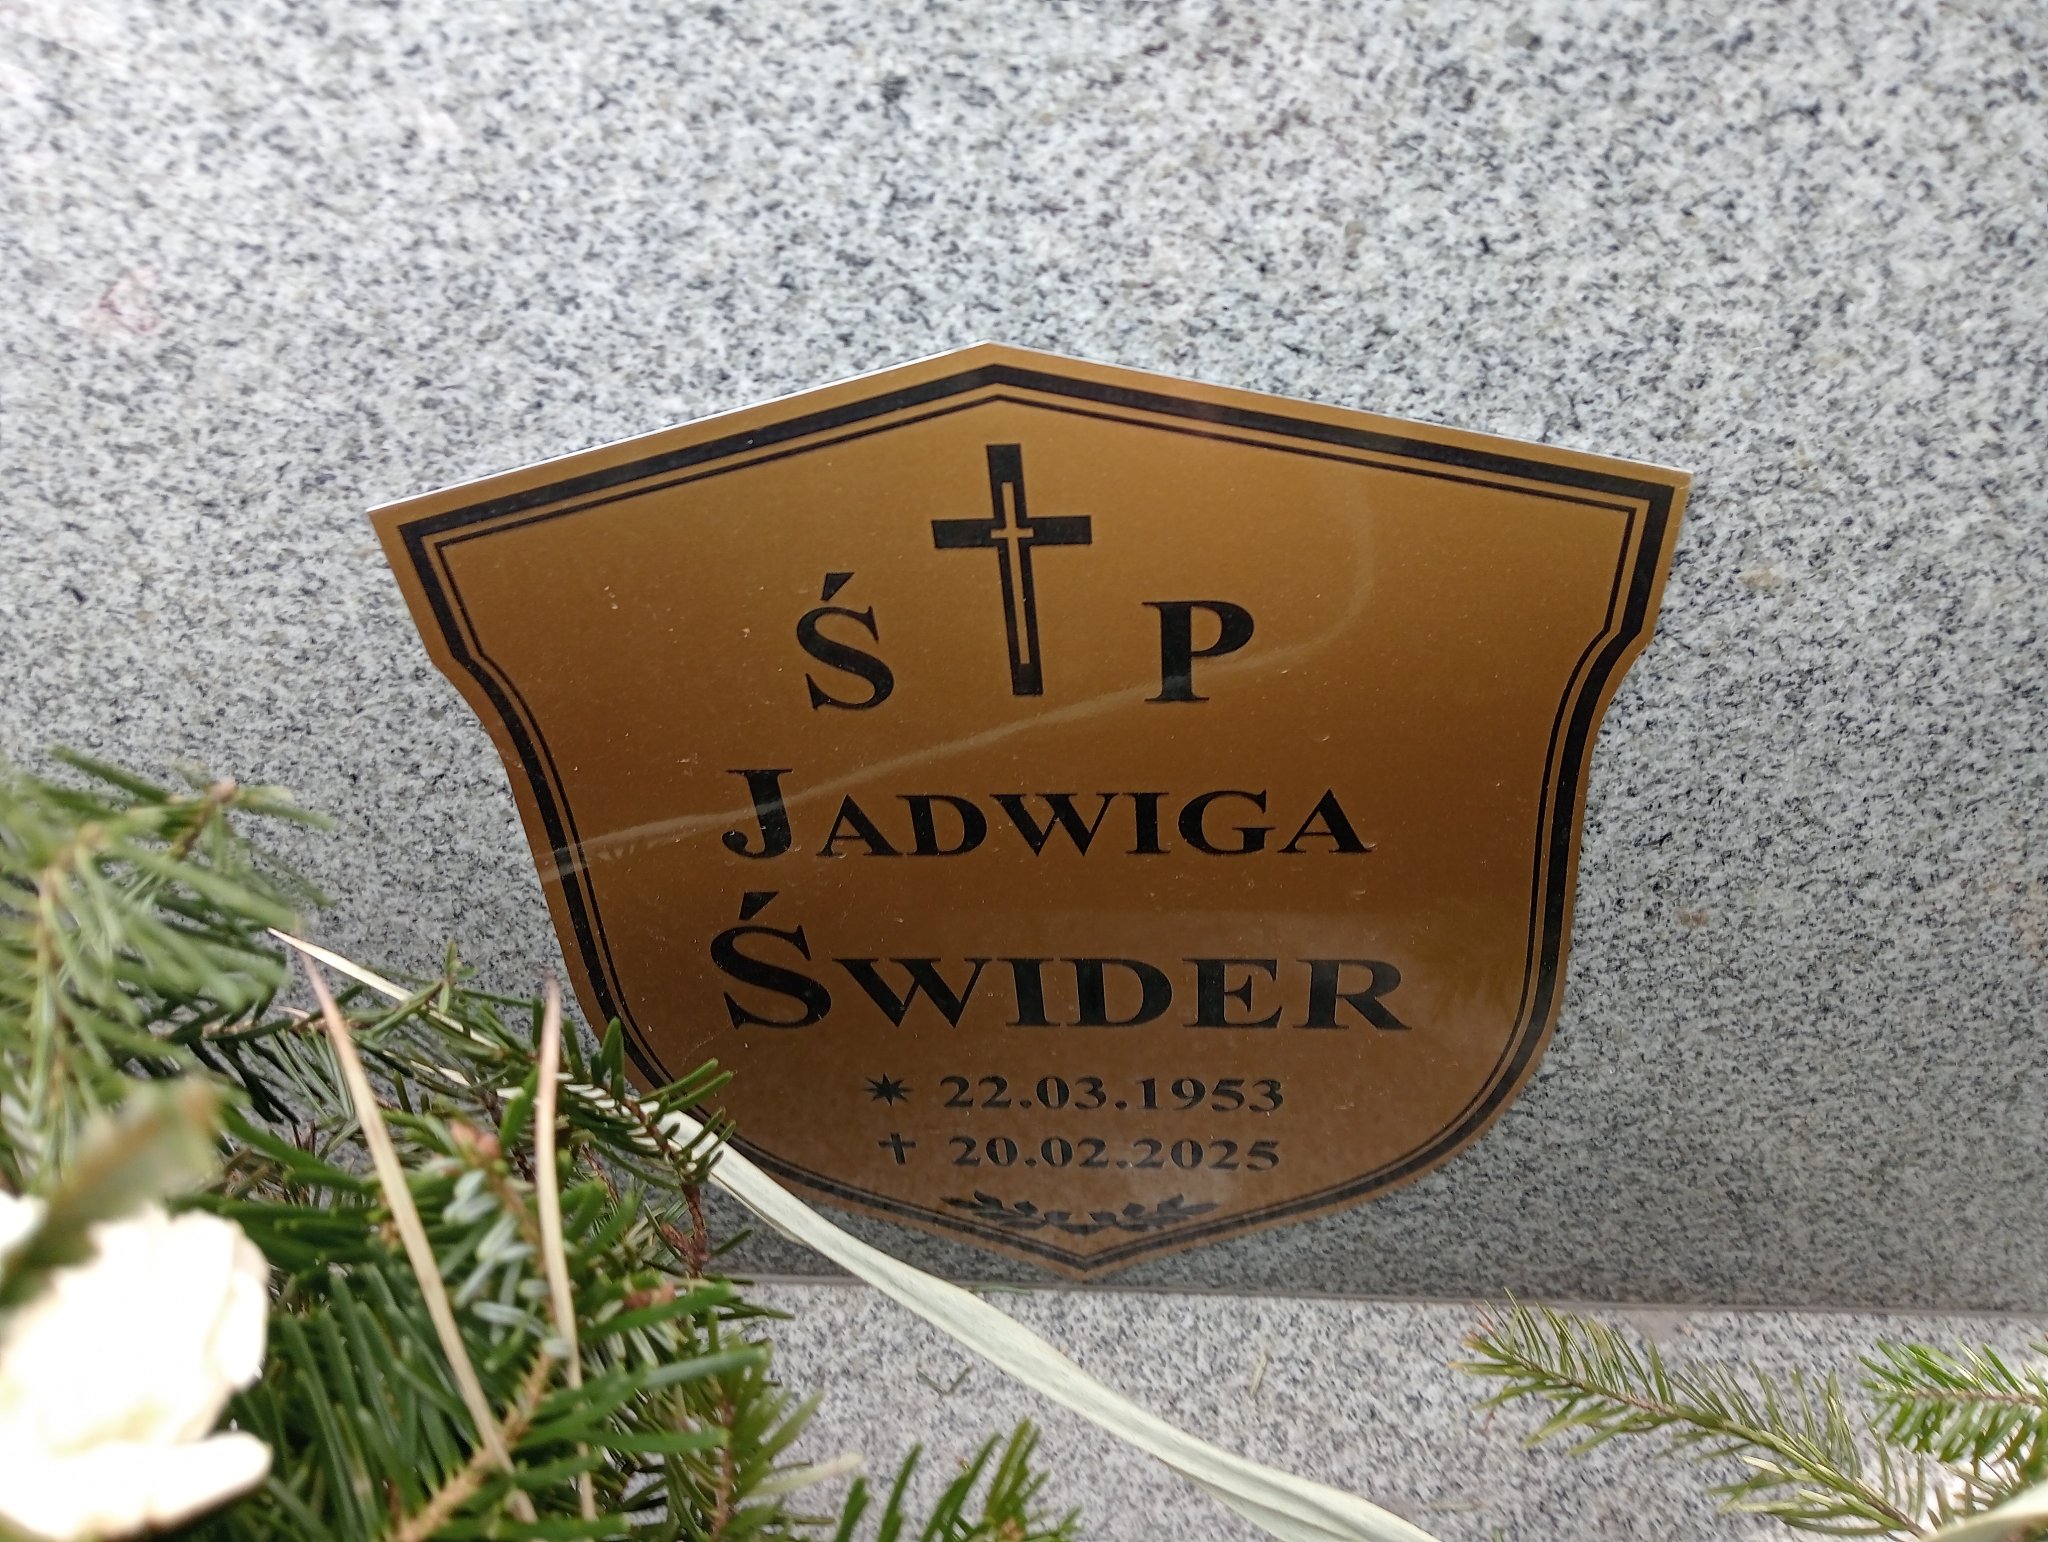 Ś P
JADWIGA
ŚWIDER
22.03.1953
20.02.2025